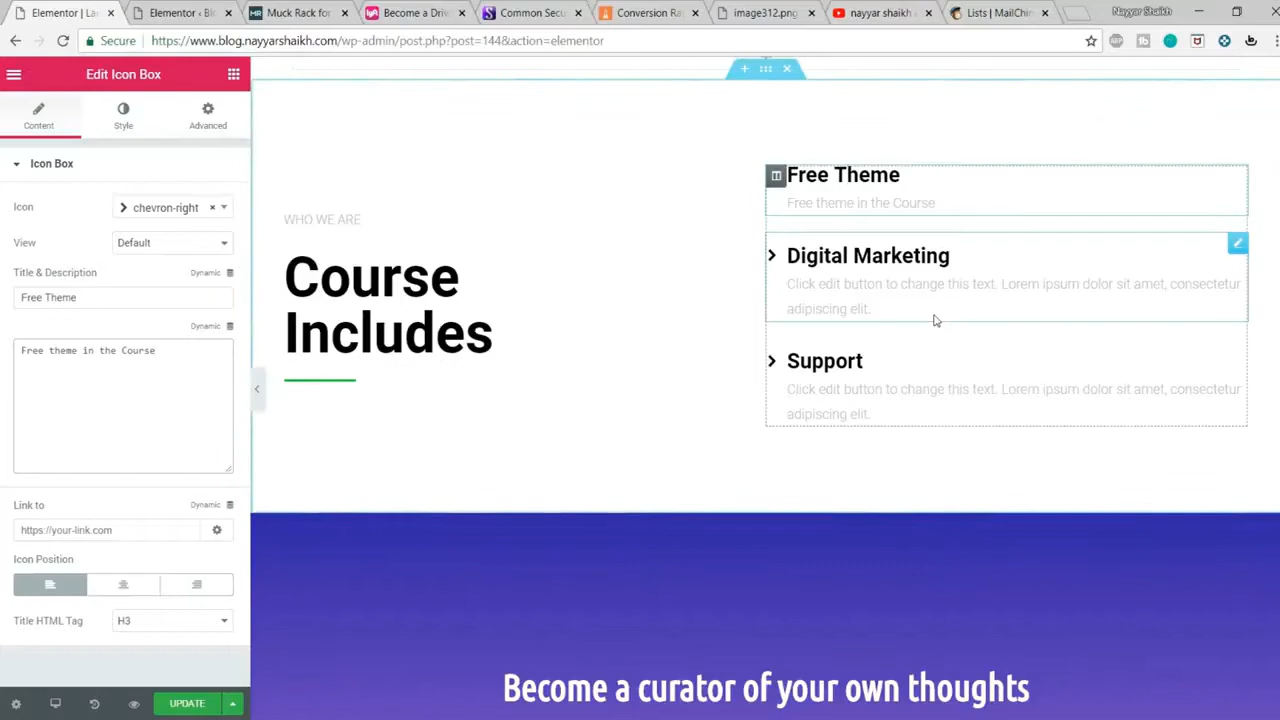 Elementor | La
Elementor ‹ Blo
Muck Rack for
Become a Driv
Common Secu
Conversion Ra
image312.png
nayyar shaikh
Lists | MailChim
Nayyar Shaikh
Secure
https://www.blog.nayyarshaikh.com/wp-admin/post.php?post=144&action=elementor
Edit Icon Box
Content
Style
Advanced
Icon Box
Icon
chevron-right
View
Default
Title & Description
Dynamic
Free Theme
Dynamic
Free theme in the Course
Link to
Dynamic
https://your-link.com
Icon Position
Title HTML Tag
H3
UPDATE
WHO WE ARE
Course
Includes
Free Theme
Free theme in the Course
Digital Marketing
Click edit button to change this text. Lorem ipsum dolor sit amet, consectetur
adipiscing elit.
Support
Click edit button to change this text. Lorem ipsum dolor sit amet, consectetur
adipiscing elit.
Become a curator of your own thoughts